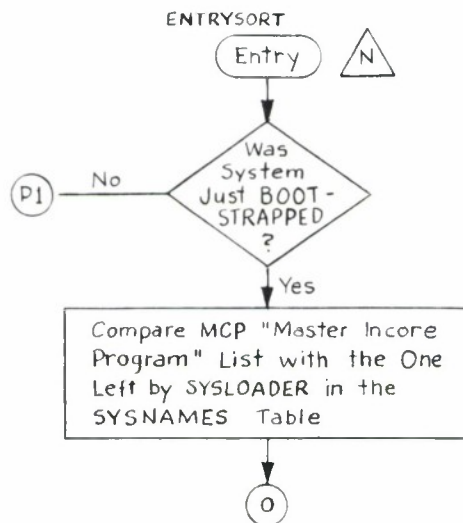 ENTRYSORT
Entry
N
Was
System
Just BOOT-
STRAPPED
?
No
P1
Yes
Compare MCP "Master Incore
Program" List with the One
Left by SYSLOADER in the
SYSNAMES Table
O